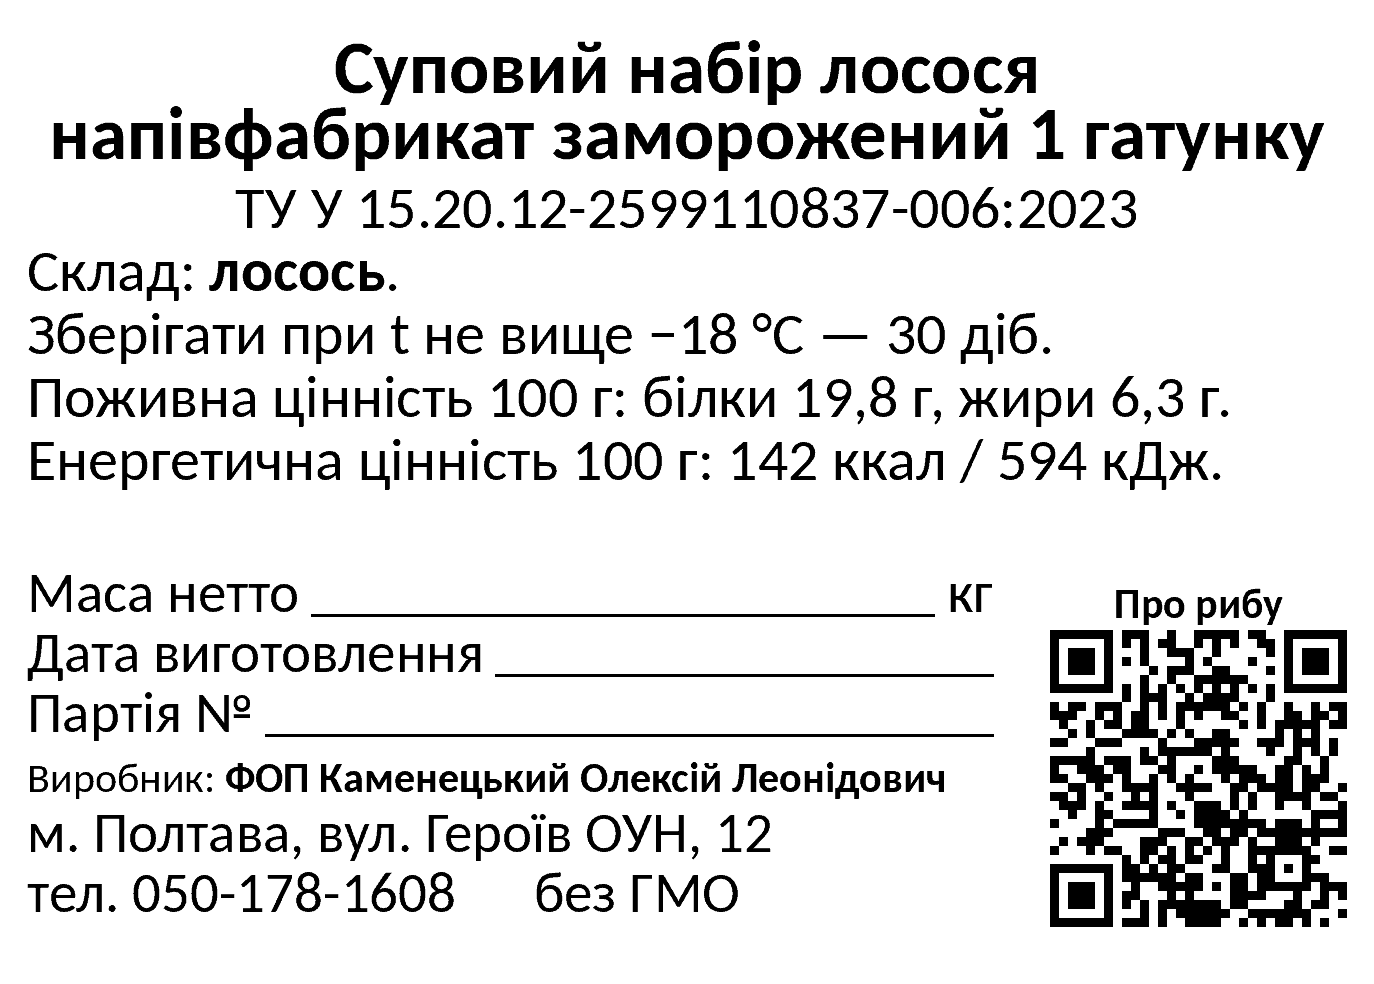 Суповий набір лосося
напівфабрикат заморожений 1 гатунку
ТУ У 15.20.12-2599110837-006:2023
Склад: лосось.
Зберігати при t не вище −18 °C — 30 діб.
Поживна цінність 100 г: білки 19,8 г, жири 6,3 г.
Енергетична цінність 100 г: 142 ккал / 594 кДж.
Маса нетто ____________________ кг
Дата виготовлення ____________________
Партія № ____________________
Про рибу
Виробник: ФОП Каменецький Олексій Леонідович
м. Полтава, вул. Героїв ОУН, 12
тел. 050-178-1608 без ГМО